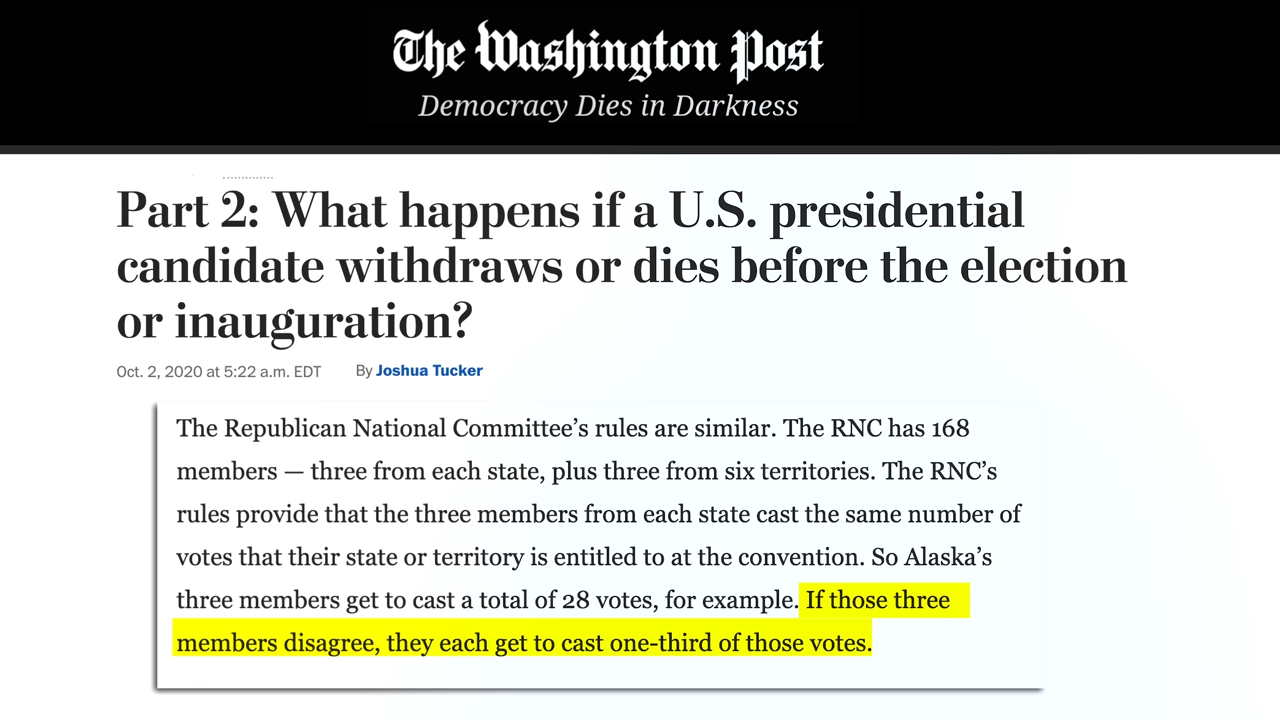 The Washington Post
Democracy Dies in Darkness
Part 2: What happens if a U.S. presidential
candidate withdraws or dies before the election
or inauguration?
Oct. 2, 2020 at 5:22 a.m. EDT By Joshua Tucker
The Republican National Committee’s rules are similar. The RNC has 168
members — three from each state, plus three from six territories. The RNC’s
rules provide that the three members from each state cast the same number of
votes that their state or territory is entitled to at the convention. So Alaska’s
three members get to cast a total of 28 votes, for example. If those three
members disagree, they each get to cast one-third of those votes.